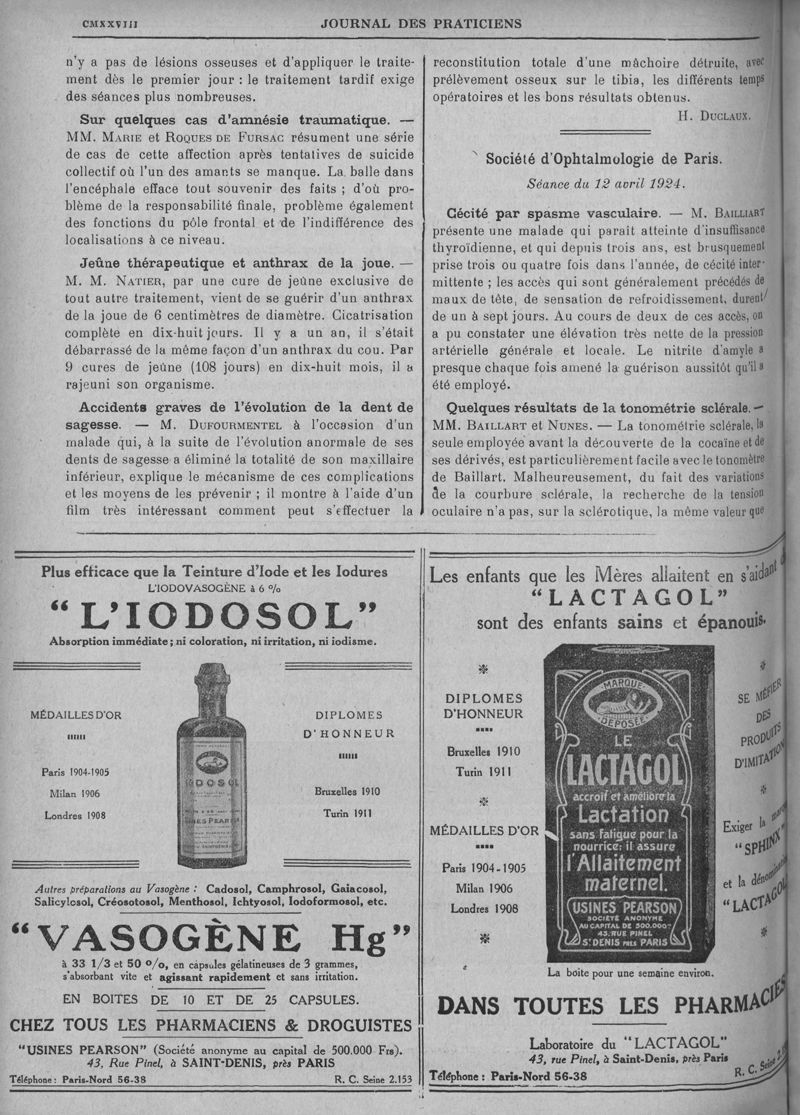 CMXXVIII
JOURNAL DES PRATICIENS
n'y a pas de lésions osseuses et d'appliquer le traite-
ment dès le premier jour : le traitement tardif exige
des séances plus nombreuses.
Sur quelques cas d'amnésie traumatique. —
MM. MARIE et ROQUES DE FURSAC résument une série
de cas de cette affection après tentatives de suicide
collectif où l'un des amants se manque. La balle dans
l'encéphale efface tout souvenir des faits ; d'où pro-
blème de la responsabilité finale, problème également
des fonctions du pôle frontal et de l'indifférence des
localisations à ce niveau.
Jeûne thérapeutique et anthrax de la joue. —
M. M. NATIER, par une cure de jeûne exclusive de
tout autre traitement, vient de se guérir d'un anthrax
de la joue de 6 centimètres de diamètre. Cicatrisation
complète en dix-huit jours. Il y a un an, il s'était
débarrassé de la même façon d'un anthrax du cou. Par
9 cures de jeûne (108 jours) en dix-huit mois, il a
rajeuni son organisme.
Accidents graves de l'évolution de la dent de
sagesse. — M. DUFOURMENTEL à l'occasion d'un
malade qui, à la suite de l'évolution anormale de ses
dents de sagesse a éliminé la totalité de son maxillaire
inférieur, explique le mécanisme de ces complications
et les moyens de les prévenir ; il montre à l'aide d'un
film très intéressant comment peut s'effectuer la
reconstitution totale d'une mâchoire détruite, avec
prélèvement osseux sur le tibia, les différents temps
opératoires et les bons résultats obtenus.
H. DUCLAUX.
Société d'Ophtalmologie de Paris.
Séance du 12 avril 1924.
Cécité par spasme vasculaire. — M. BAILLIART
présente une malade qui parait atteinte d'insuffisance
thyroïdienne, et qui depuis trois ans, est brusquement
prise trois ou quatre fois dans l'année, de cécité inter-
mittente ; les accès qui sont généralement précédés de
maux de tête, de sensation de refroidissement, durent
de un à sept jours. Au cours de deux de ces accès, on
a pu constater une élévation très nette de la pression
artérielle générale et locale. Le nitrite d'amyle a
presque chaque fois amené la guérison aussitôt qu'il a
été employé.
Quelques résultats de la tonométrie sclérale. —
MM. BAILLART et NUNES. — La tonométrie sclérale, la
seule employée avant la découverte de la cocaïne et de
ses dérivés, est particulièrement facile avec le tonomètre
de Baillart. Malheureusement, du fait des variations
de la courbure sclérale, la recherche de la tension
oculaire n'a pas, sur la sclérotique, la même valeur que
Plus efficace que la Teinture d'Iode et les Iodures
L'IODOVASOGÈNE à 6 %
“L'IODOSOL”
Absorption immédiate ; ni coloration, ni irritation, ni iodisme.
MÉDAILLES D'OR
Paris 1904-1905
Milan 1906
Londres 1908
IODOSOL
USINES PEARSON
DIPLOMES
D'HONNEUR
Bruxelles 1910
Turin 1911
Autres préparations au Vasogène : Cadosol, Camphrosol, Gaiacosol,
Salicylosol, Créosotosol, Menthosol, Ichtyosol, Iodoformosol, etc.
“VASOGÈNE Hg”
à 33 1/3 et 50 o/o, en capsules gélatineuses de 3 grammes,
s'absorbant vite et agissant rapidement et sans irritation.
EN BOITES DE 10 ET DE 25 CAPSULES.
CHEZ TOUS LES PHARMACIENS & DROGUISTES
“USINES PEARSON” (Société anonyme au capital de 500.000 Frs).
43, Rue Pinel, à SAINT-DENIS, près PARIS
Téléphone : Paris-Nord 56-38 R. C. Seine 2.153
Les enfants que les Mères allaitent en s'aidant du
“LACTAGOL”
sont des enfants sains et épanouis.
DIPLOMES
D'HONNEUR
Bruxelles 1910
Turin 1911
MÉDAILLES D'OR
Paris 1904-1905
Milan 1906
Londres 1908
MARQUE
DÉPOSÉE
LE
LACTAGOL
accroît et améliore la
Lactation
sans fatigue pour la
nourrice: il assure
l'Allaitement
maternel.
USINES PEARSON
SOCIÉTÉ ANONYME
AU CAPITAL DE 500.000
43, RUE PINEL
ST DENIS PRÈS PARIS
SE MÉFIER
DES
PRODUITS
D'IMITATION
Exiger la
“SPHINX”
et la
“LACTAGOL
La boite pour une semaine environ.
DANS TOUTES LES PHARMACIES
Laboratoire du “LACTAGOL”
43, rue Pinel, à Saint-Denis, près Paris
Téléphone : Paris-Nord 56-38
R. C. Seine